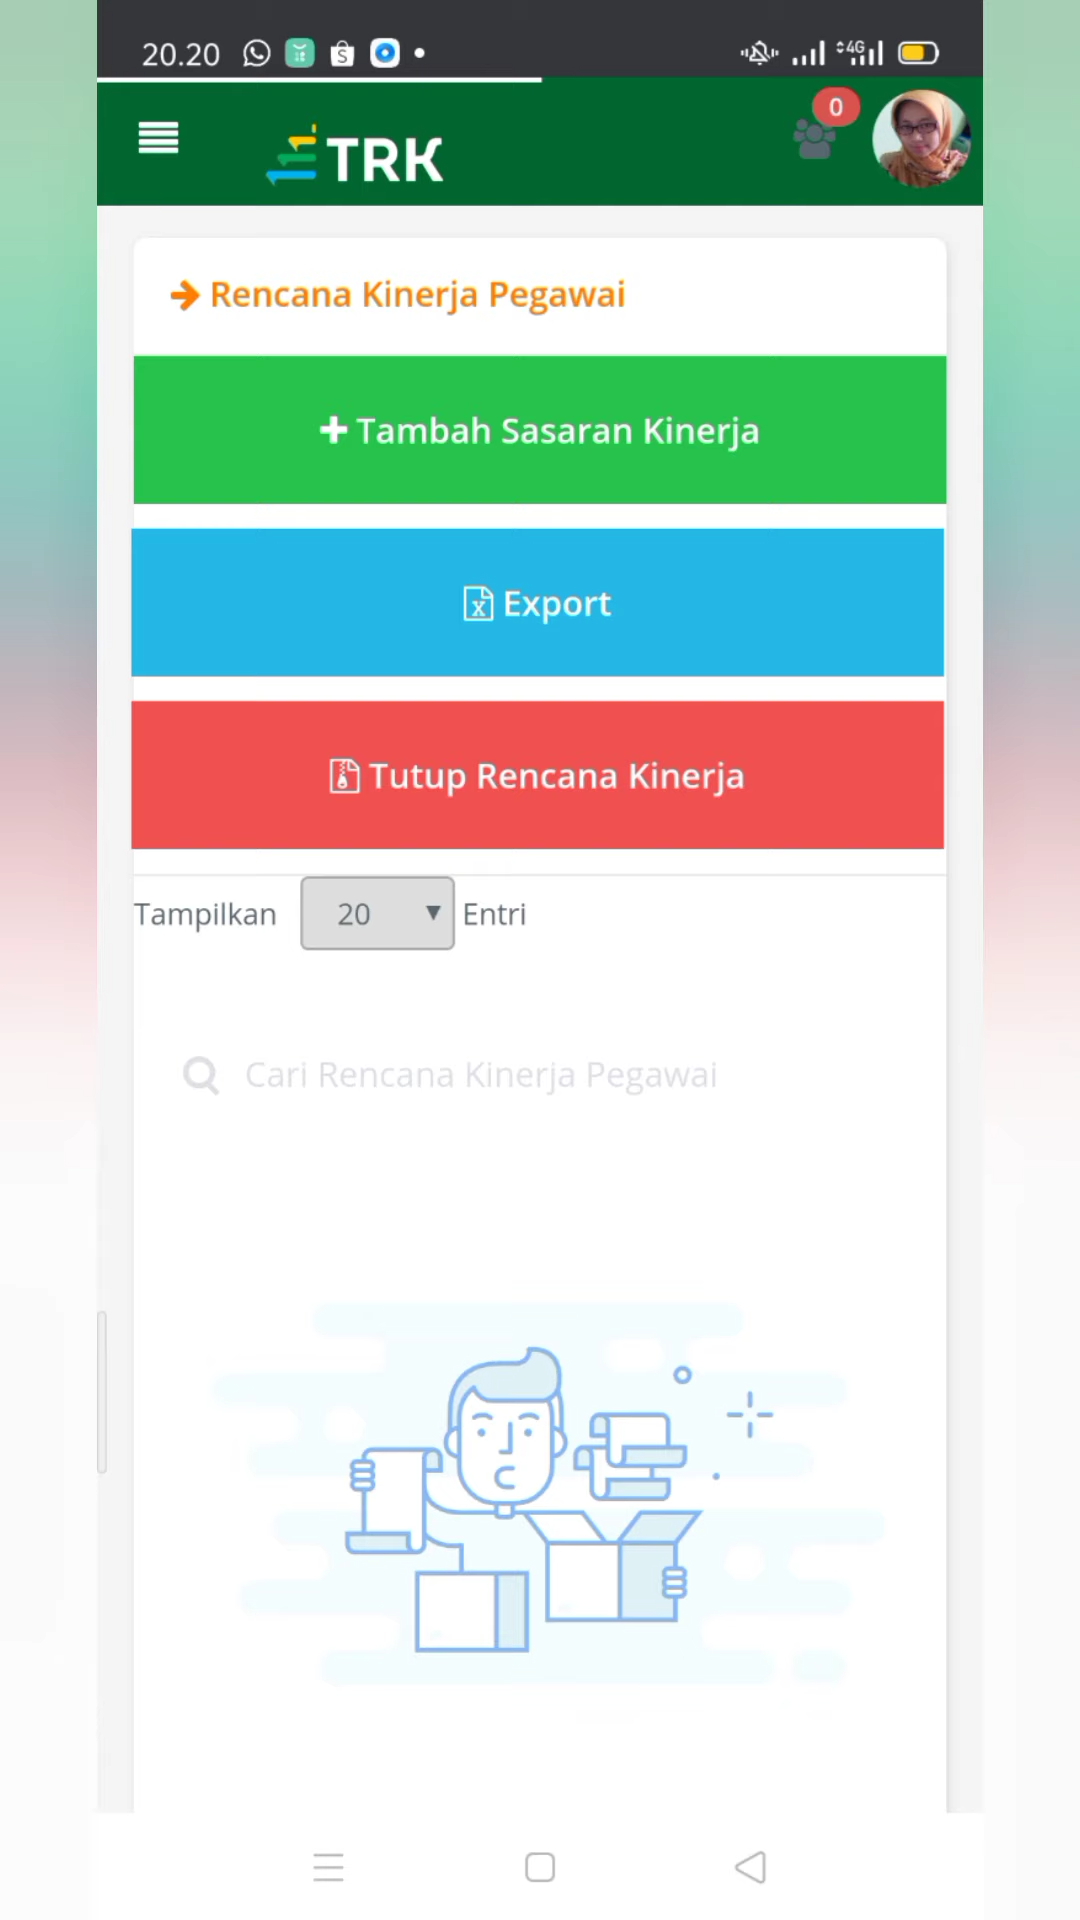 20.20
4G
TRK
0
Rencana Kinerja Pegawai
Tambah Sasaran Kinerja
Export
Tutup Rencana Kinerja
Tampilkan 20 Entri
Cari Rencana Kinerja Pegawai